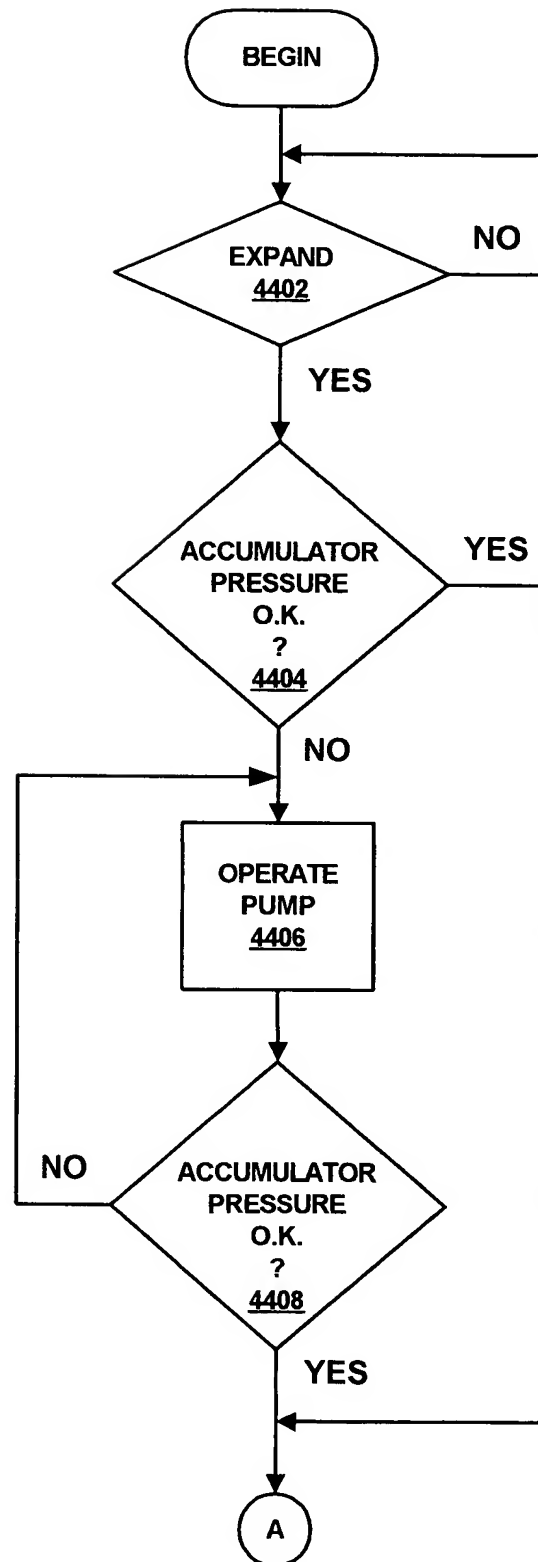 BEGIN
EXPAND
4402
NO
YES
ACCUMULATOR
PRESSURE
O.K.
?
4404
YES
NO
OPERATE
PUMP
4406
ACCUMULATOR
PRESSURE
O.K.
?
4408
NO
YES
A